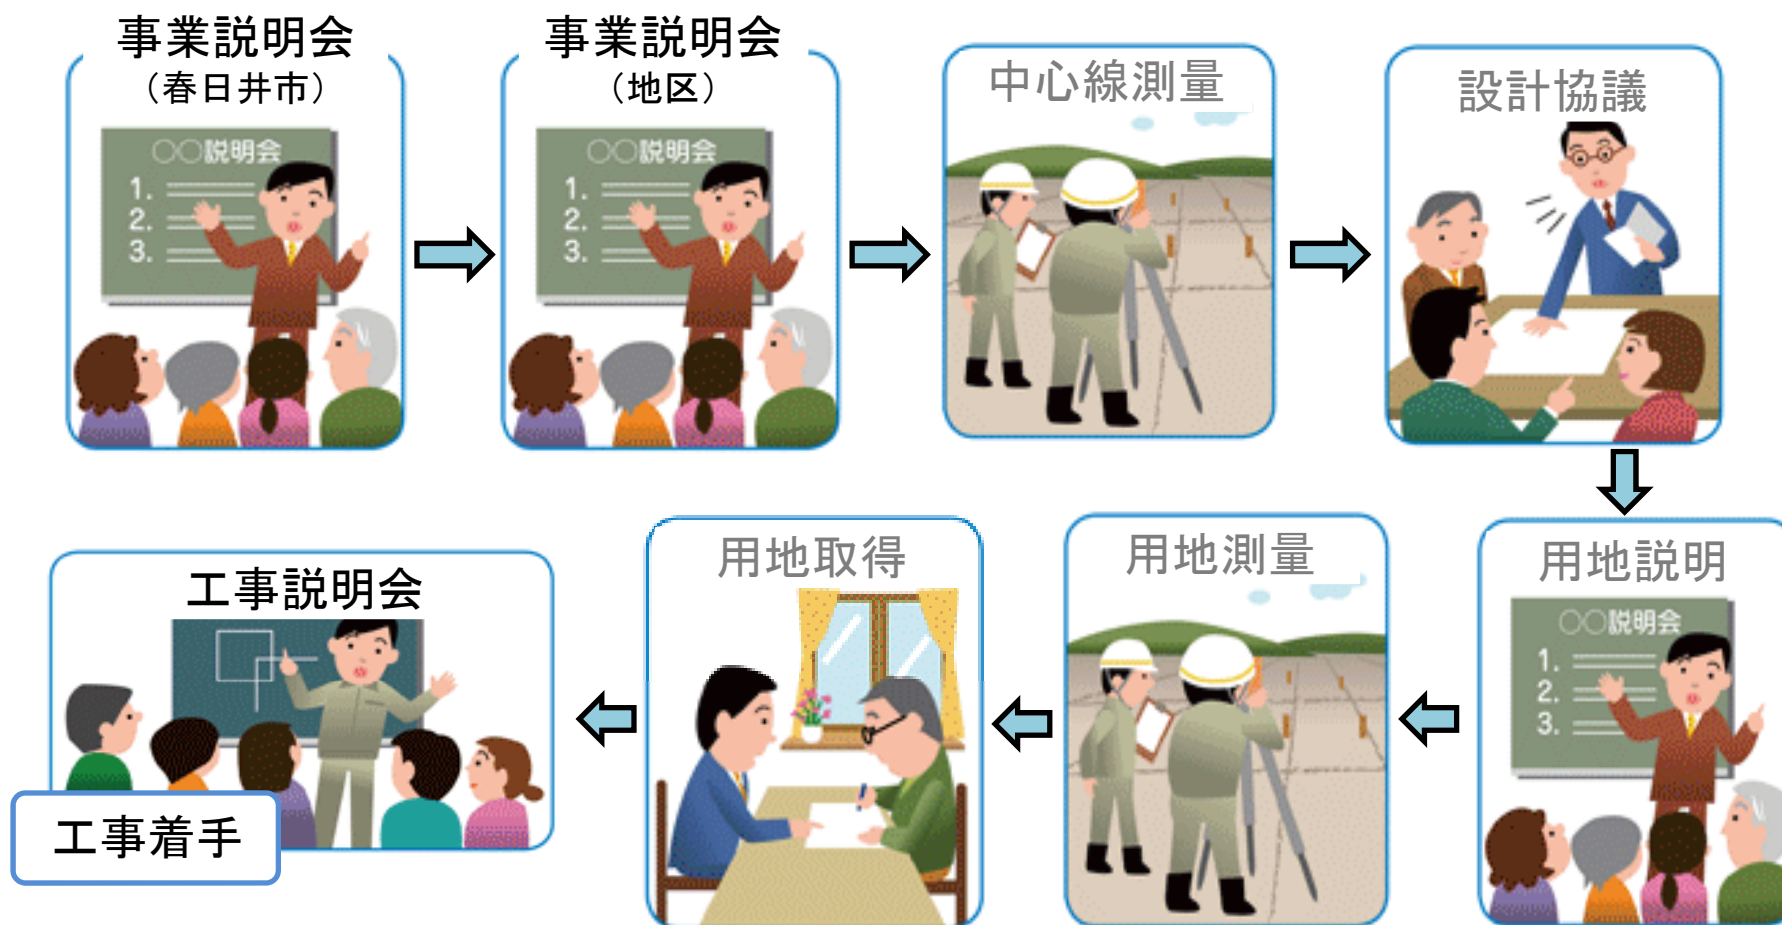 事業説明会
（春日井市）
○○説明会
1.
2.
3.
事業説明会
（地区）
○○説明会
1.
2.
3.
中心線測量
設計協議
用地説明
○○説明会
1.
2.
3.
用地測量
用地取得
工事説明会
工事着手